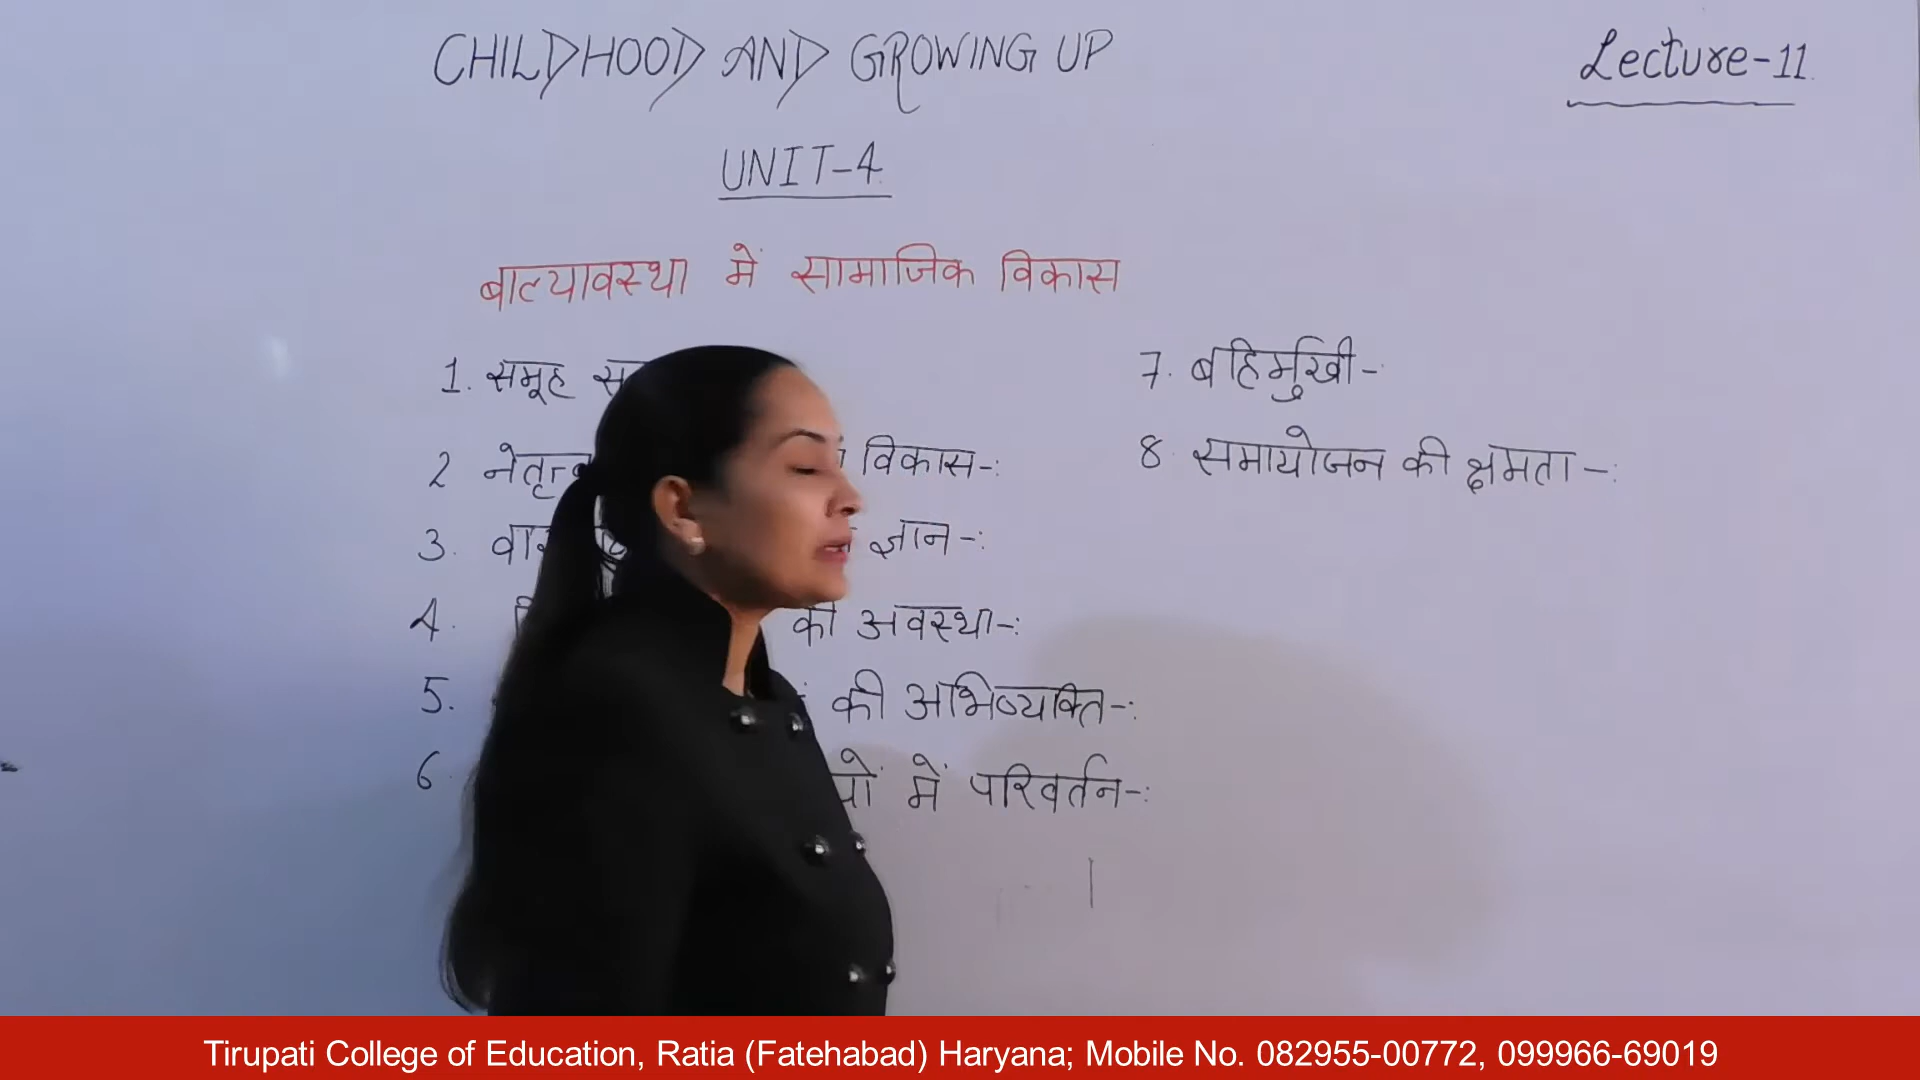 CHILDHOOD AND GROWING UP
Lecture-11
UNIT-4
बाल्यावस्था में सामाजिक विकास
1. समूह
2 नेतृत्व विकास-:
3. ज्ञान-:
4. की अवस्था-:
5. की अभिव्यक्ति-:
6. में परिवर्तन-:
7. बहिर्मुखी-:
8. समायोजन की क्षमता-:
Tirupati College of Education, Ratia (Fatehabad) Haryana; Mobile No. 082955-00772, 099966-69019